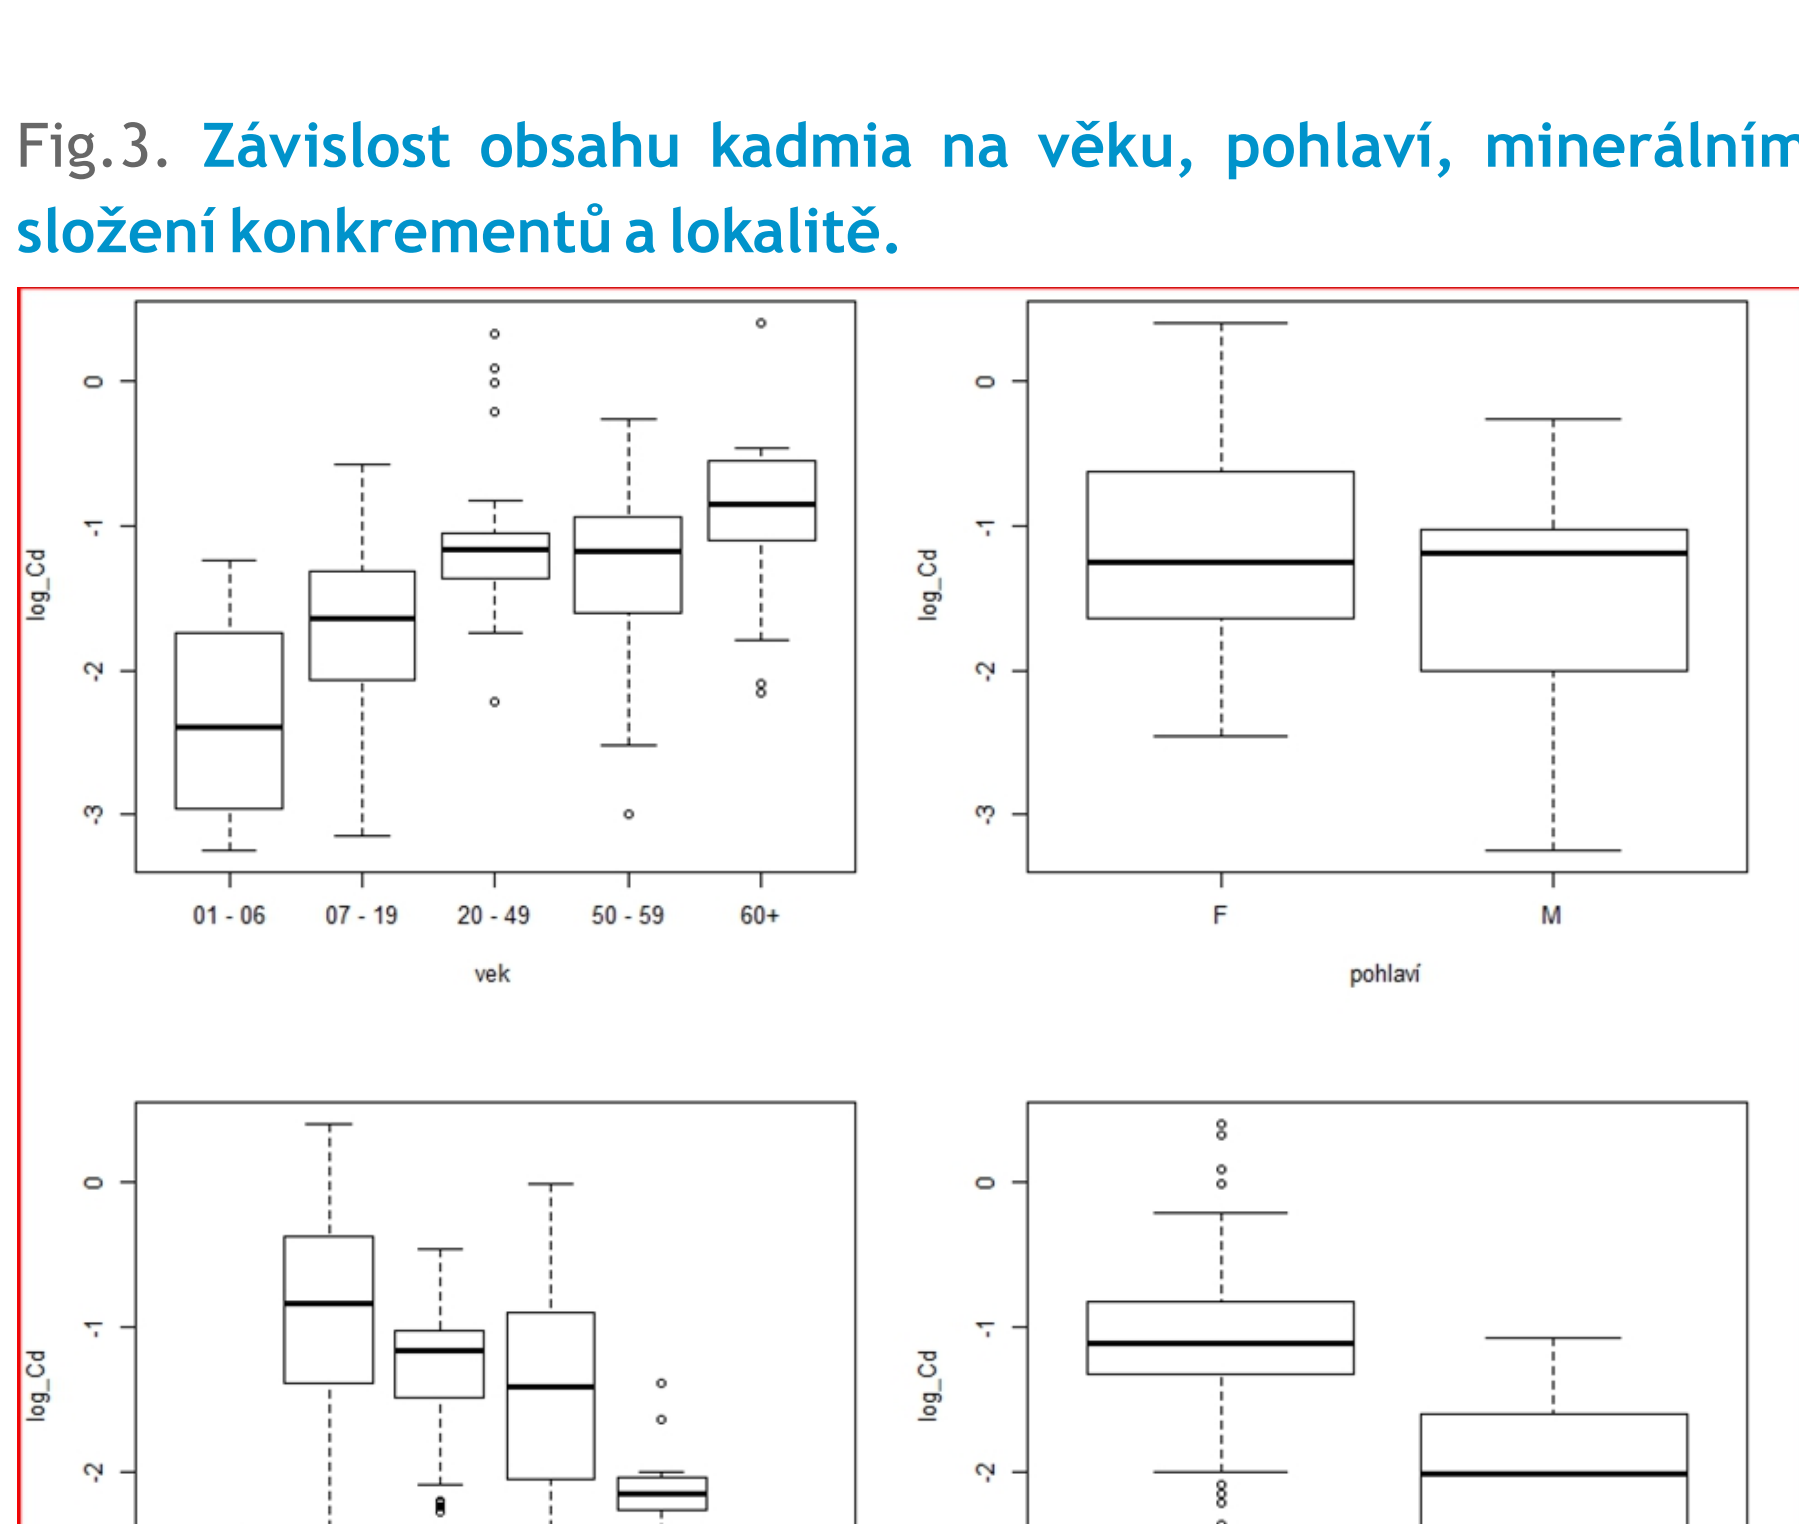 Fig.3. Závislost obsahu kadmia na věku, pohlaví, minerálním
složení konkrementů a lokalitě.
0
-1
-2
-3
log_Cd
01 - 06 07 - 19 20 - 49 50 - 59 60+
vek
0
-1
-2
-3
log_Cd
F M
pohlaví
0
-1
-2
log_Cd
0
-1
-2
log_Cd